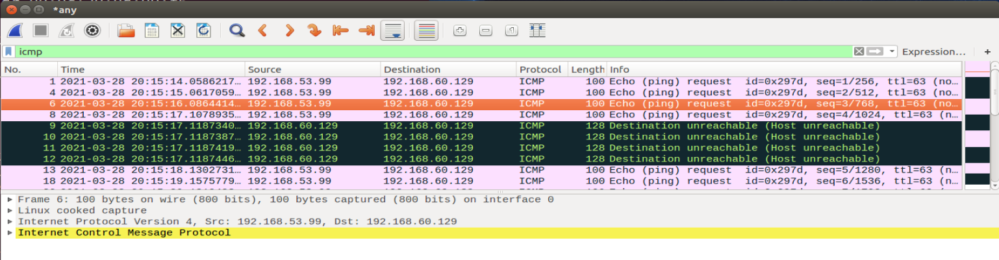 *any
icmp
Expression... +
No. Time Source Destination Protocol Length Info
1 2021-03-28 20:15:14.0586217... 192.168.53.99 192.168.60.129 ICMP 100 Echo (ping) request id=0x297d, seq=1/256, ttl=63 (no...
4 2021-03-28 20:15:15.0617059... 192.168.53.99 192.168.60.129 ICMP 100 Echo (ping) request id=0x297d, seq=2/512, ttl=63 (no...
6 2021-03-28 20:15:16.0864414... 192.168.53.99 192.168.60.129 ICMP 100 Echo (ping) request id=0x297d, seq=3/768, ttl=63 (no...
8 2021-03-28 20:15:17.1078935... 192.168.53.99 192.168.60.129 ICMP 100 Echo (ping) request id=0x297d, seq=4/1024, ttl=63 (no...
9 2021-03-28 20:15:17.1187340... 192.168.60.129 192.168.60.129 ICMP 128 Destination unreachable (Host unreachable)
10 2021-03-28 20:15:17.1187387... 192.168.60.129 192.168.60.129 ICMP 128 Destination unreachable (Host unreachable)
11 2021-03-28 20:15:17.1187419... 192.168.60.129 192.168.60.129 ICMP 128 Destination unreachable (Host unreachable)
12 2021-03-28 20:15:17.1187446... 192.168.60.129 192.168.60.129 ICMP 128 Destination unreachable (Host unreachable)
13 2021-03-28 20:15:18.1302731... 192.168.53.99 192.168.60.129 ICMP 100 Echo (ping) request id=0x297d, seq=5/1280, ttl=63 (n...
18 2021-03-28 20:15:19.1575779... 192.168.53.99 192.168.60.129 ICMP 100 Echo (ping) request id=0x297d, seq=6/1536, ttl=63 (n...
Frame 6: 100 bytes on wire (800 bits), 100 bytes captured (800 bits) on interface 0
Linux cooked capture
Internet Protocol Version 4, Src: 192.168.53.99, Dst: 192.168.60.129
Internet Control Message Protocol